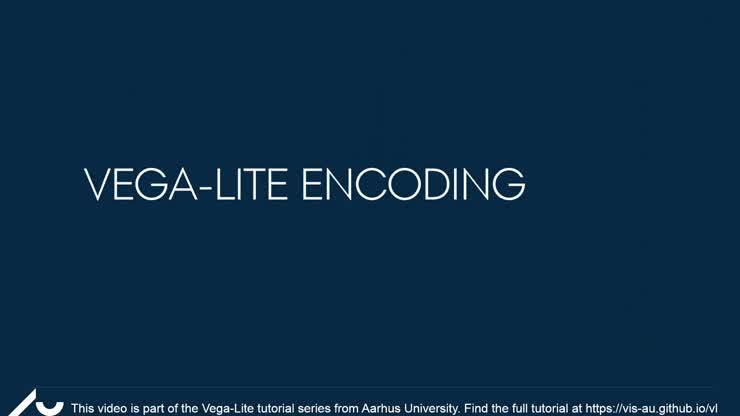 VEGA-LITE ENCODING
This video is part of the Vega-Lite tutorial series from Aarhus University. Find the full tutorial at https://vis-au.github.io/vl